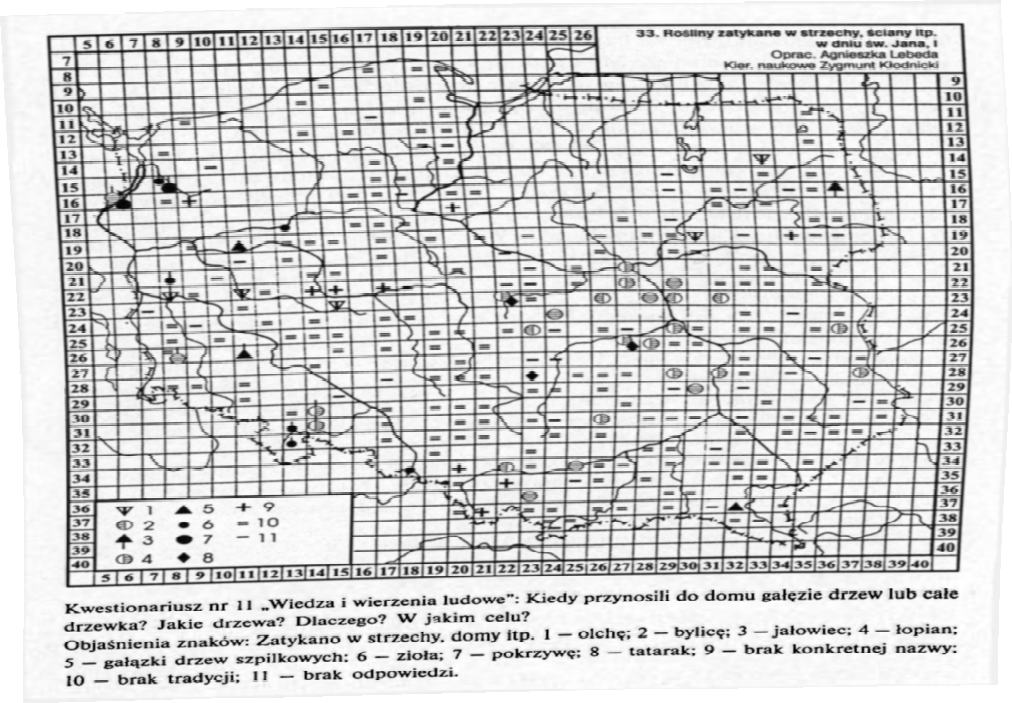 5 6 7 8 9 10 11 12 13 14 15 16 17 18 19 20 21 22 23 24 25 26
33. Rośliny zatykane w strzechy, ściany itp.
w dniu św. Jana, I
Oprac. Agnieszka Lebeda
Kier. naukowe Zygmunt Kłodnicki
7
8
9 9
10 10
11 11
12 12
13 13
14 14
15 15
16 16
17 17
18 18
19 19
20 20
21 21
22 22
23 23
24 24
25 25
26 26
27 27
28 28
29 29
30 30
31 31
32 32
33 33
34 34
35 35
36 1 5 9 36
37 2 6 10 37
38 3 7 11 38
39 4 8 39
40 40
5 6 7 8 9 10 11 12 13 14 15 16 17 18 19 20 21 22 23 24 25 26 27 28 29 30 31 32 33 34 35 36 37 38 39 40
Kwestionariusz nr 11 „Wiedza i wierzenia ludowe”: Kiedy przynosili do domu gałęzie drzew lub całe
drzewka? Jakie drzewa? Dlaczego? W jakim celu?
Objaśnienia znaków: Zatykano w strzechy, domy itp. 1 — olchę; 2 — bylicę; 3 — jałowiec; 4 — łopian;
5 — gałązki drzew szpilkowych; 6 — zioła; 7 — pokrzywę; 8 — tatarak; 9 — brak konkretnej nazwy;
10 — brak tradycji; 11 — brak odpowiedzi.